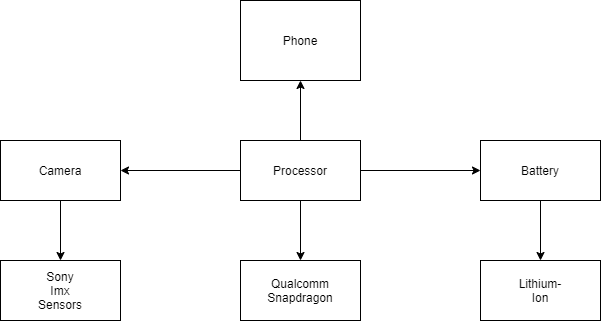 Phone
Camera
Processor
Battery
Sony
Imx
Sensors
Qualcomm
Snapdragon
Lithium-
Ion